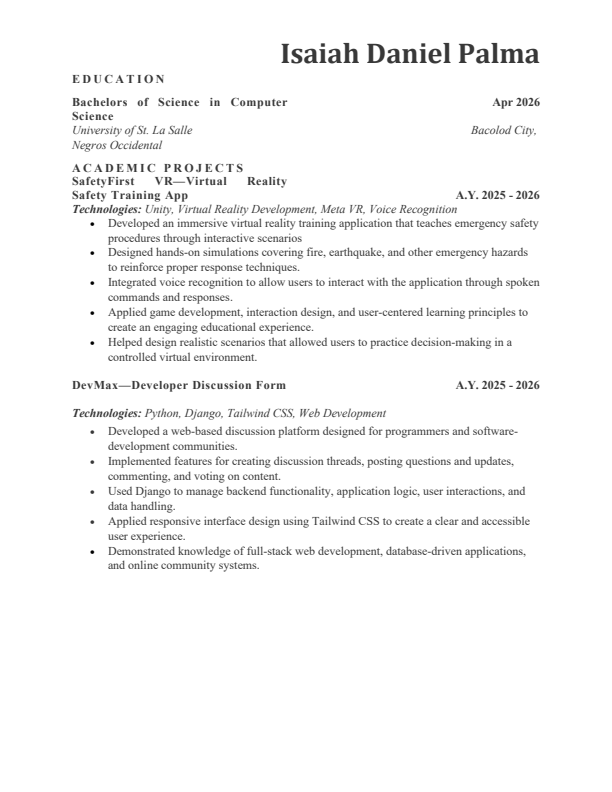 Isaiah Daniel Palma
EDUCATION
Bachelors of Science in Computer Science Apr 2026
University of St. La Salle Bacolod City,
Negros Occidental
ACADEMIC PROJECTS
SafetyFirst VR—Virtual Reality
Safety Training App A.Y. 2025 - 2026
Technologies: Unity, Virtual Reality Development, Meta VR, Voice Recognition
• Developed an immersive virtual reality training application that teaches emergency safety
procedures through interactive scenarios
• Designed hands-on simulations covering fire, earthquake, and other emergency hazards
to reinforce proper response techniques.
• Integrated voice recognition to allow users to interact with the application through spoken
commands and responses.
• Applied game development, interaction design, and user-centered learning principles to
create an engaging educational experience.
• Helped design realistic scenarios that allowed users to practice decision-making in a
controlled virtual environment.
DevMax—Developer Discussion Form A.Y. 2025 - 2026
Technologies: Python, Django, Tailwind CSS, Web Development
• Developed a web-based discussion platform designed for programmers and software-
development communities.
• Implemented features for creating discussion threads, posting questions and updates,
commenting, and voting on content.
• Used Django to manage backend functionality, application logic, user interactions, and
data handling.
• Applied responsive interface design using Tailwind CSS to create a clear and accessible
user experience.
• Demonstrated knowledge of full-stack web development, database-driven applications,
and online community systems.